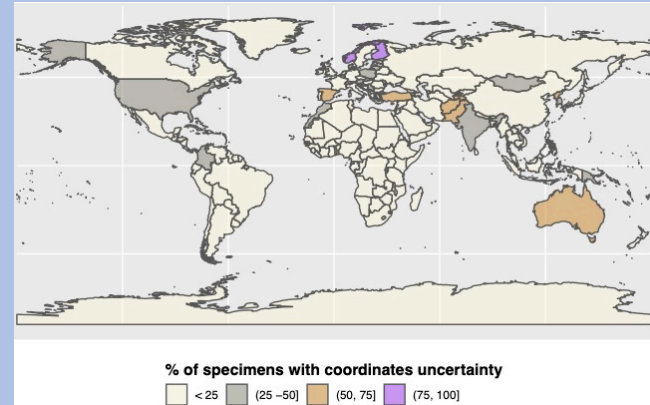 % of specimens with coordinates uncertainty
< 25 (25 –50] (50, 75] (75, 100]